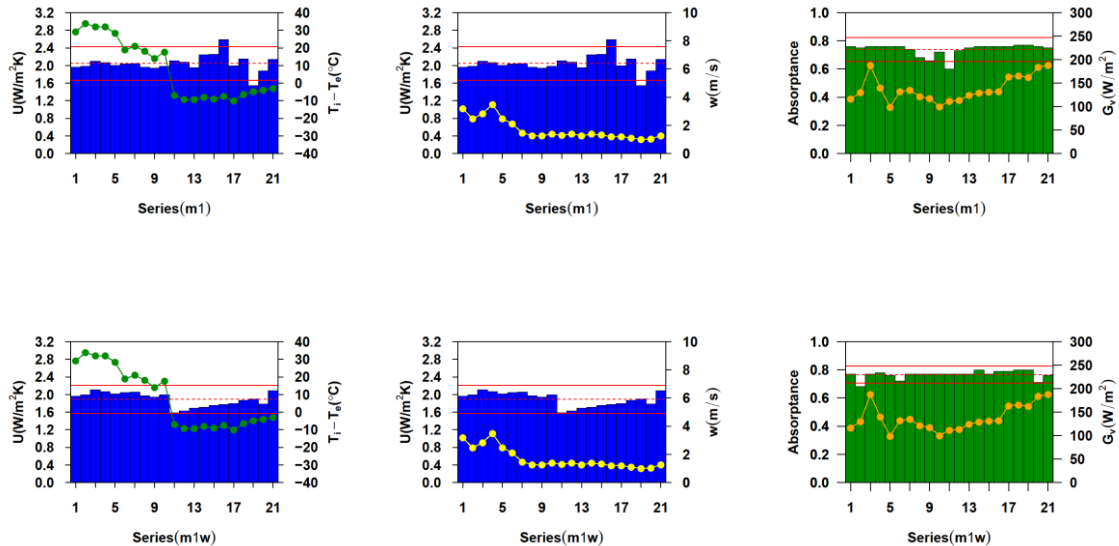 3.2 2.8 2.4 2.0 1.6 1.2 0.8 0.4 0.0
U(W/m²K)
40 30 20 10 0 −10 −20 −30 −40
Tᵢ − Tₑ(°C)
1 5 9 13 17 21
Series(m1)
3.2 2.8 2.4 2.0 1.6 1.2 0.8 0.4 0.0
U(W/m²K)
10 8 6 4 2 0
w(m/s)
1 5 9 13 17 21
Series(m1)
1.0 0.8 0.6 0.4 0.2 0.0
Absorptance
300 250 200 150 100 50 0
Gᵥ(W/m²)
1 5 9 13 17 21
Series(m1)
3.2 2.8 2.4 2.0 1.6 1.2 0.8 0.4 0.0
U(W/m²K)
40 30 20 10 0 −10 −20 −30 −40
Tᵢ − Tₑ(°C)
1 5 9 13 17 21
Series(m1w)
3.2 2.8 2.4 2.0 1.6 1.2 0.8 0.4 0.0
U(W/m²K)
10 8 6 4 2 0
w(m/s)
1 5 9 13 17 21
Series(m1w)
1.0 0.8 0.6 0.4 0.2 0.0
Absorptance
300 250 200 150 100 50 0
Gᵥ(W/m²)
1 5 9 13 17 21
Series(m1w)